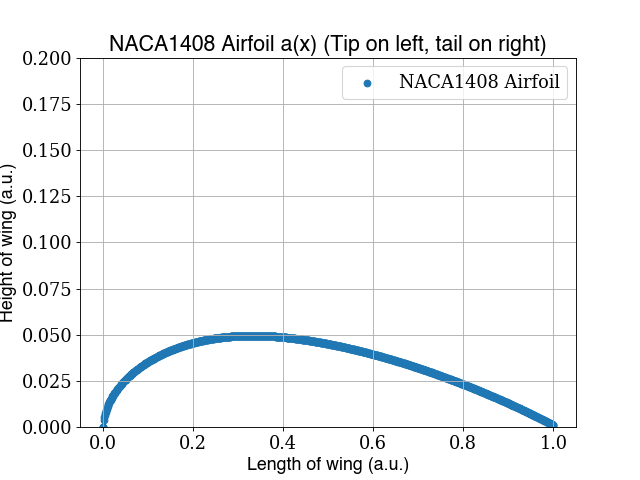 NACA1408 Airfoil a(x) (Tip on left, tail on right)
NACA1408 Airfoil
0.200
0.175
0.150
0.125
0.100
0.075
0.050
0.025
0.000
Height of wing (a.u.)
0.0 0.2 0.4 0.6 0.8 1.0
Length of wing (a.u.)